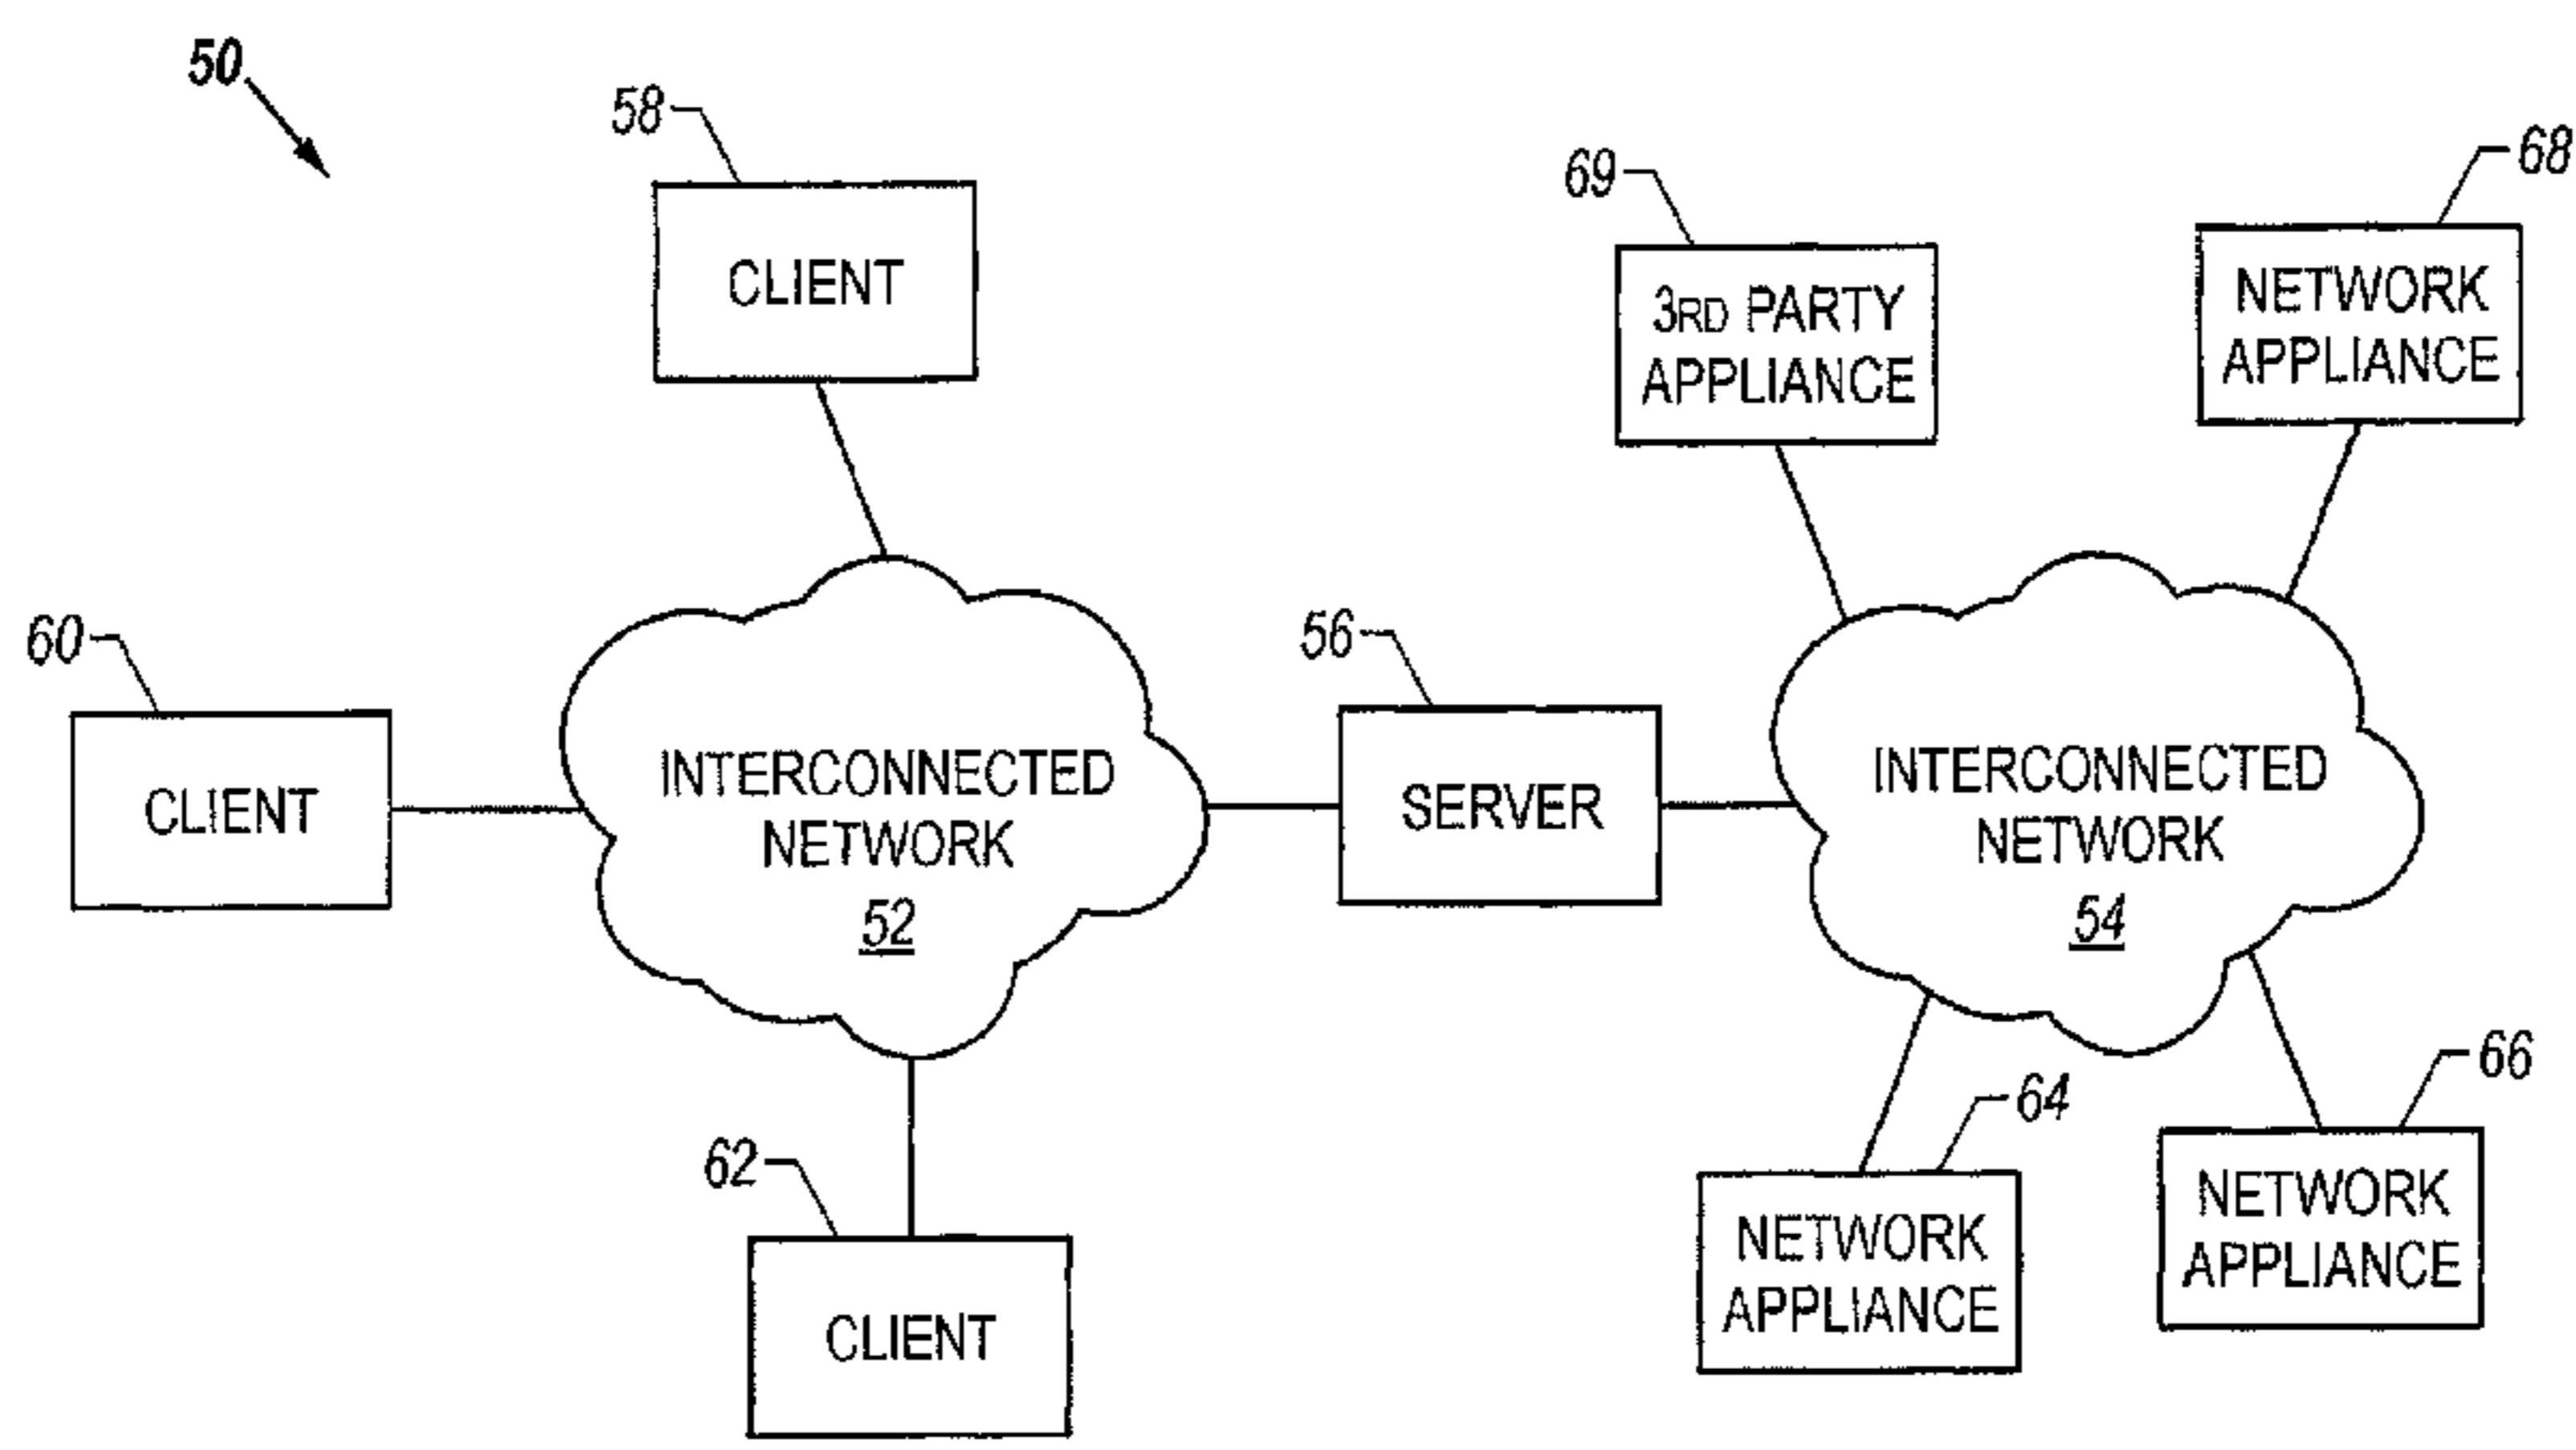 50
58
CLIENT
69
3RD PARTY
APPLIANCE
68
NETWORK
APPLIANCE
60
CLIENT
INTERCONNECTED
NETWORK
52
56
SERVER
INTERCONNECTED
NETWORK
54
62
CLIENT
64
NETWORK
APPLIANCE
66
NETWORK
APPLIANCE